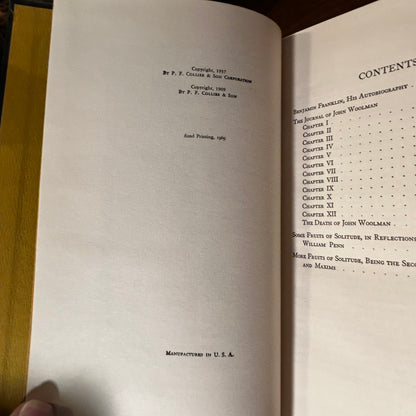 Copyright, 1937
By P. F. Collier & Son Corporation
Copyright, 1909
By P. F. Collier & Son
62nd Printing, 1965
Manufactured in U. S. A.
CONTENTS
Benjamin Franklin, His Autobiography
The Journal of John Woolman
Chapter I
Chapter II
Chapter III
Chapter IV
Chapter V
Chapter VI
Chapter VII
Chapter VIII
Chapter IX
Chapter X
Chapter XI
Chapter XII
The Death of John Woolman
Some Fruits of Solitude, in Reflections
William Penn
More Fruits of Solitude, Being the Seco
and Maxims